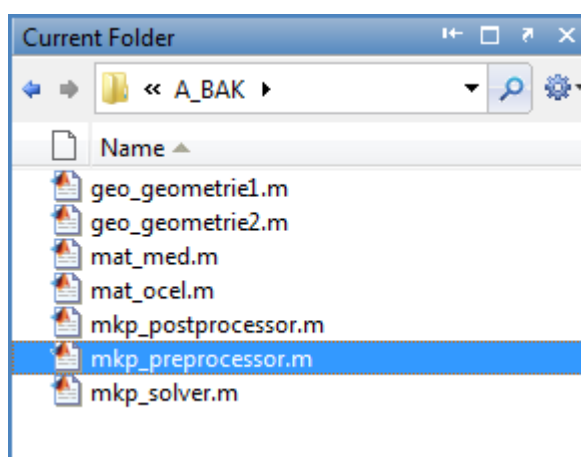 Current Folder
« A_BAK
Name
geo_geometrie1.m
geo_geometrie2.m
mat_med.m
mat_ocel.m
mkp_postprocessor.m
mkp_preprocessor.m
mkp_solver.m